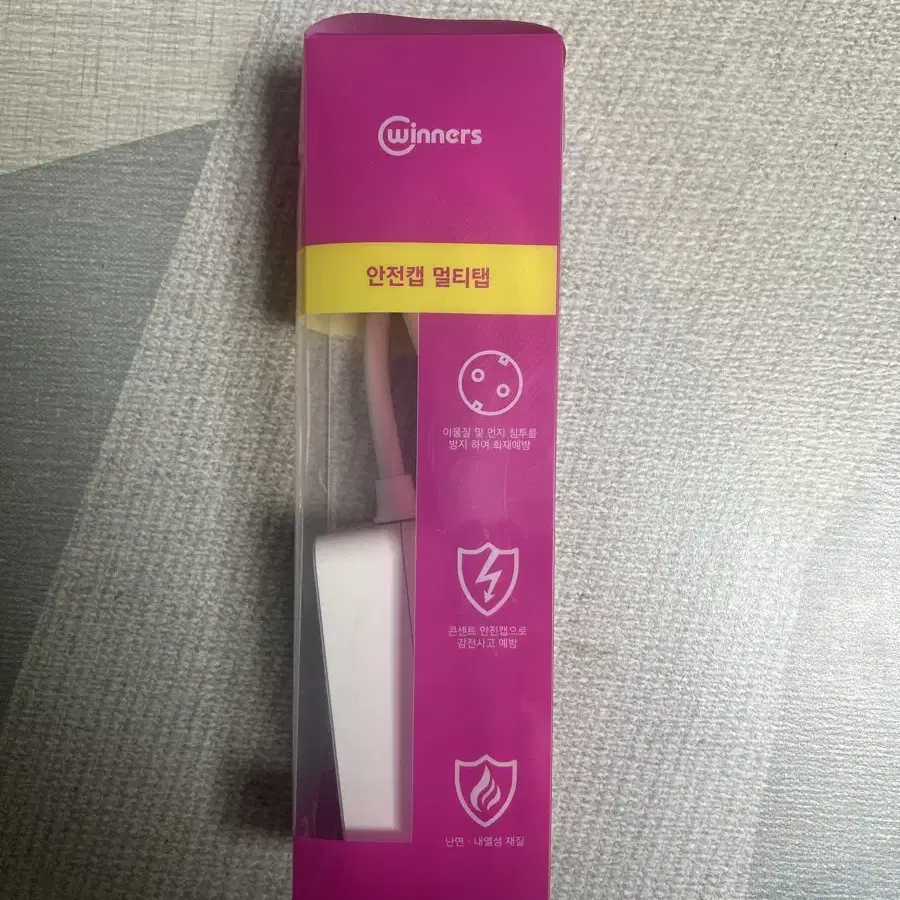 winners
안전캡 멀티탭
이물질 및 먼지 침투를
방지 하여 화재예방
콘센트 안전캡으로
감전사고 예방
난연 · 내열성 재질